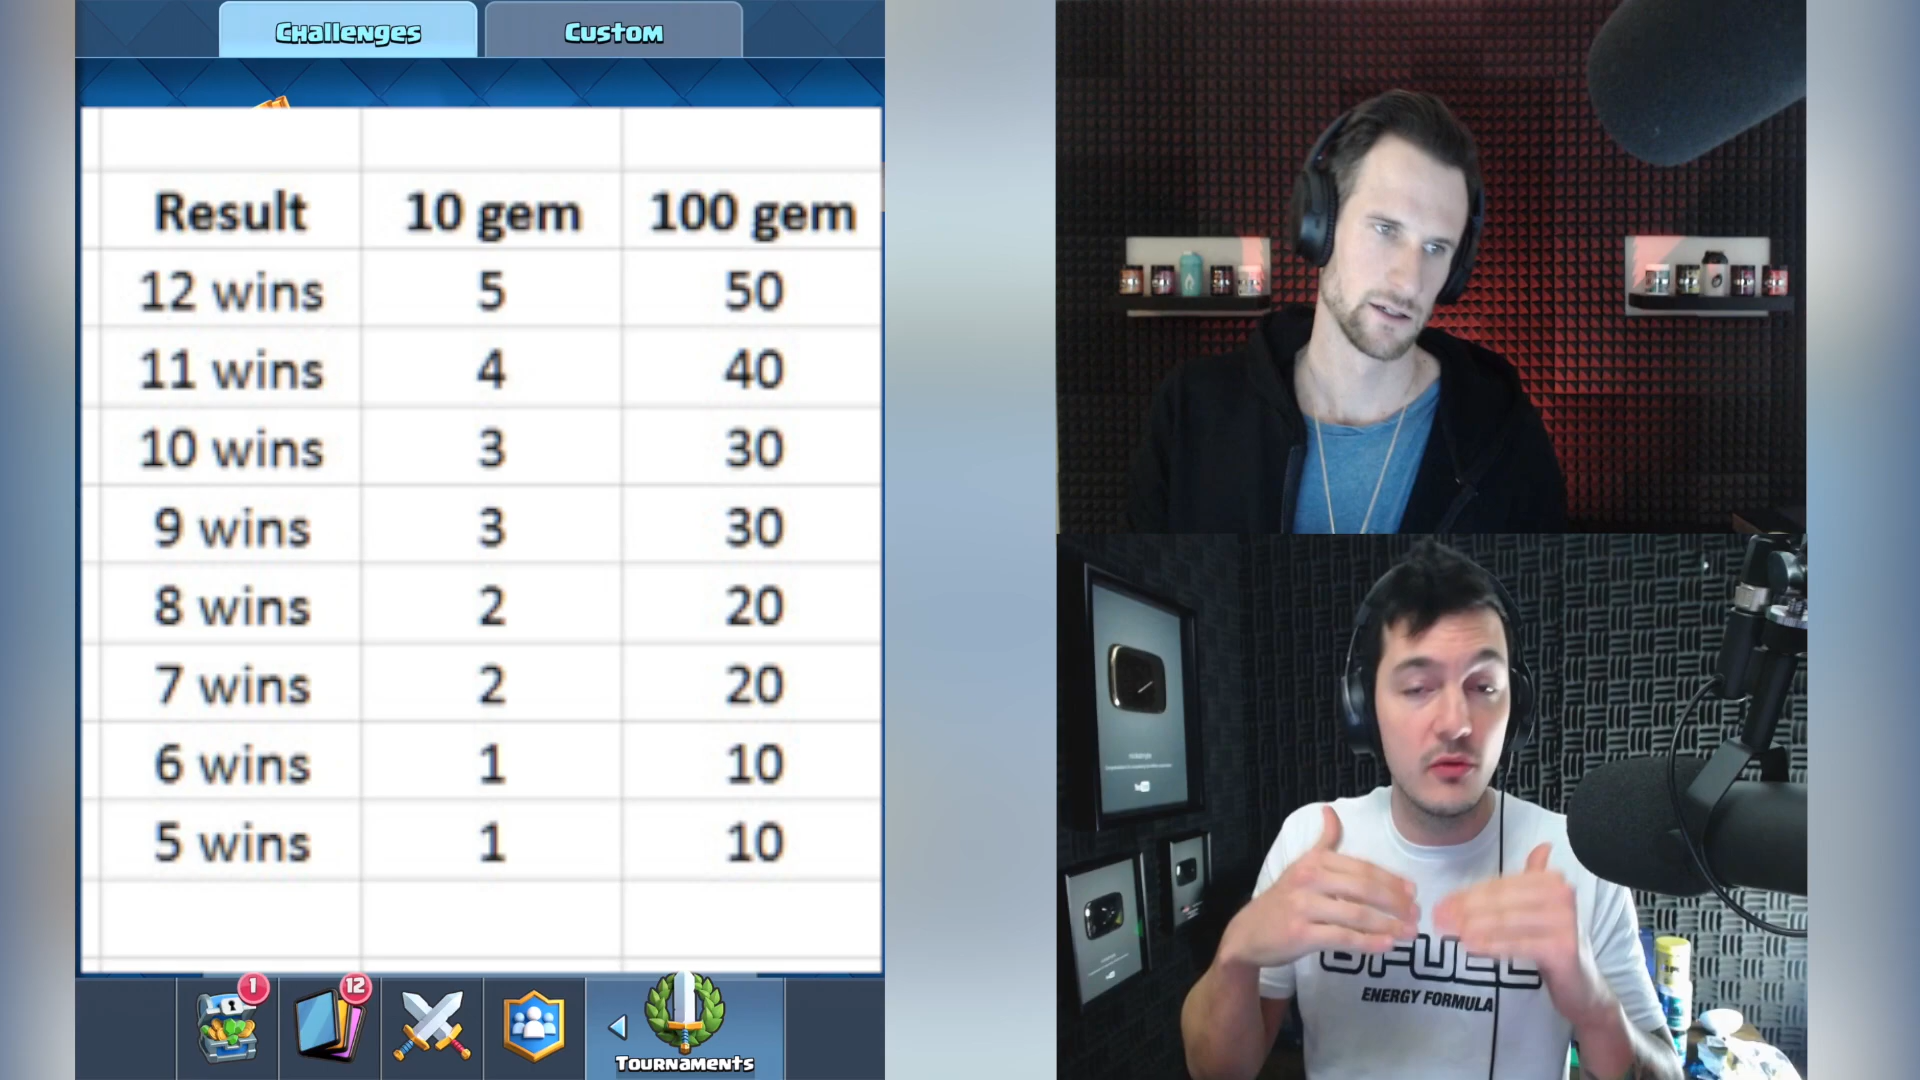 Challenges
Custom
Result 10 gem 100 gem
12 wins 5 50
11 wins 4 40
10 wins 3 30
9 wins 3 30
8 wins 2 20
7 wins 2 20
6 wins 1 10
5 wins 1 10
1
12
Tournaments
GFUEL
ENERGY FORMULA